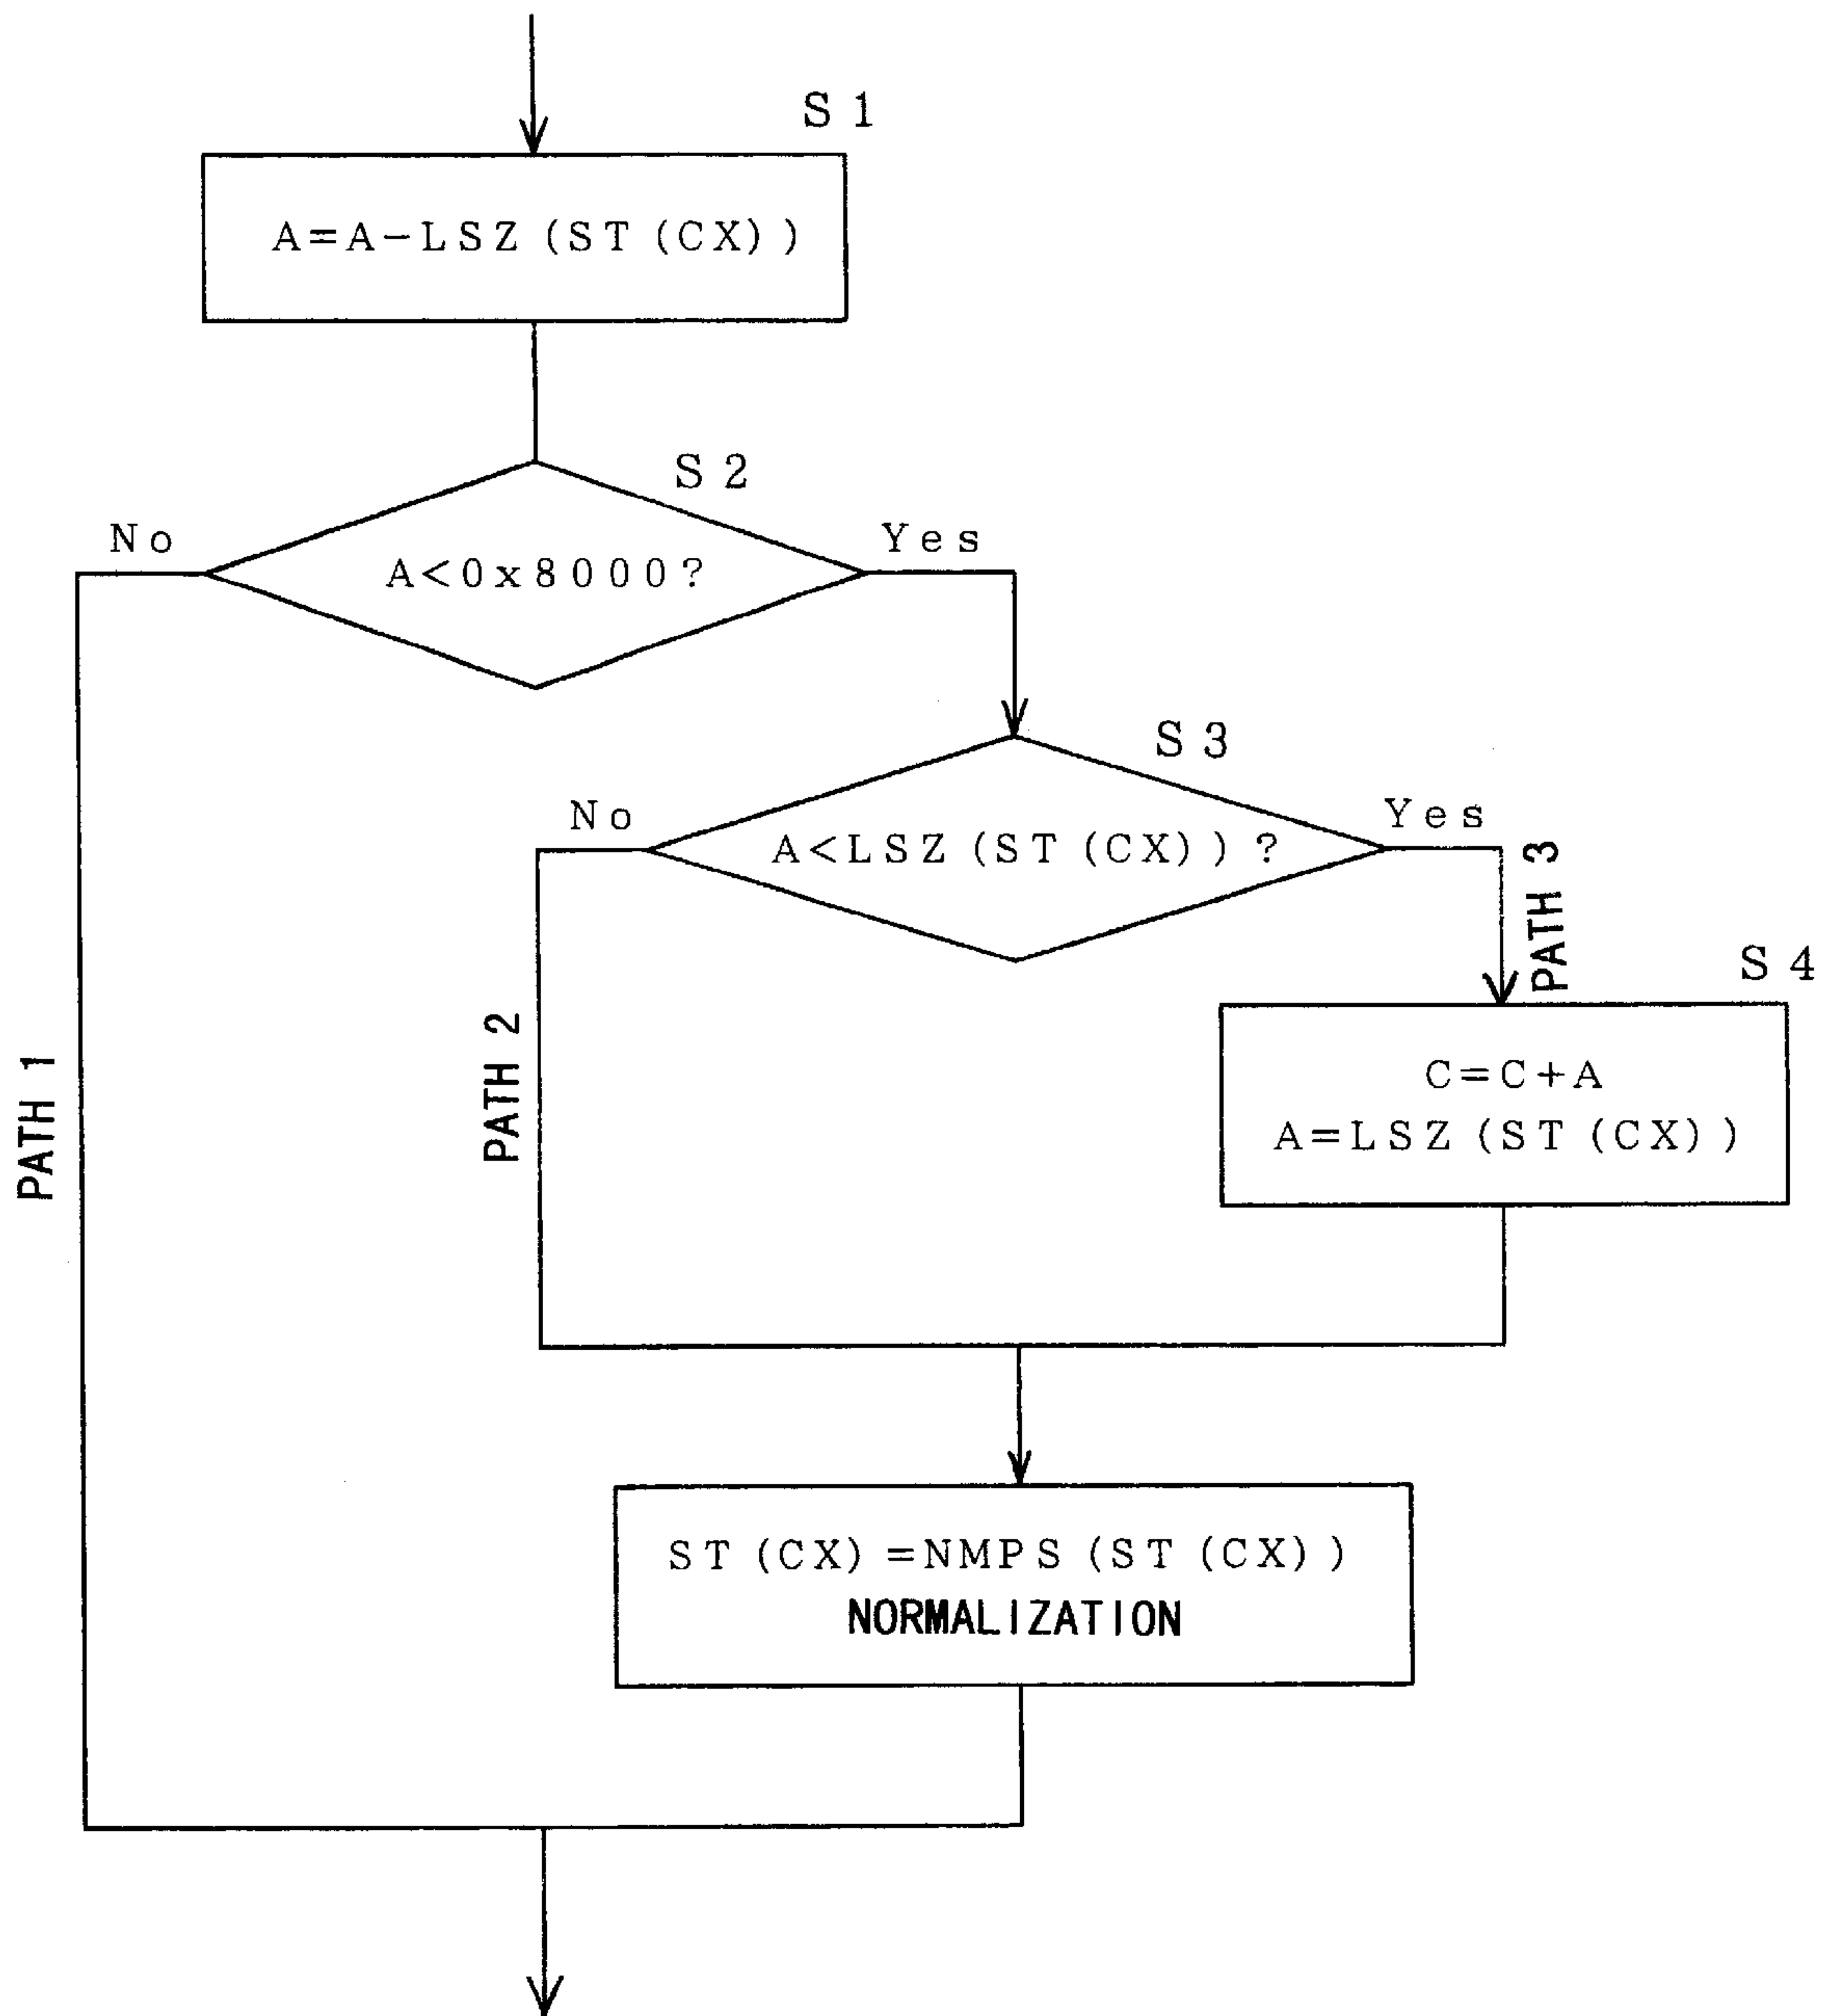 S1
A=A-LSZ(ST(CX))
S2
No
Yes
A<0x8000?
S3
No
Yes
A<LSZ(ST(CX))?
PATH 3
S4
PATH 1
PATH 2
C=C+A
A=LSZ(ST(CX))
ST(CX)=NMPS(ST(CX))
NORMALIZATION